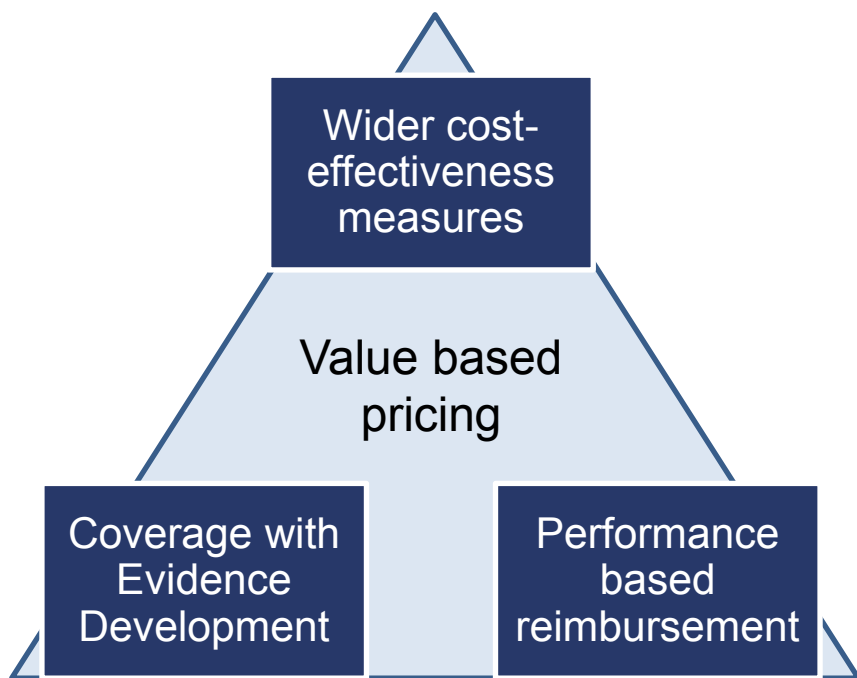 Wider cost-
effectiveness
measures
Value based
pricing
Coverage with
Evidence
Development
Performance
based
reimbursement